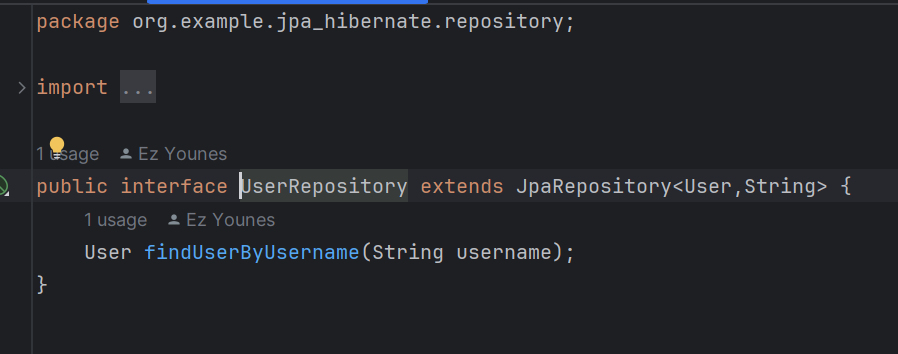 package org.example.jpa_hibernate.repository;
import ...
1 usage Ez Younes
public interface UserRepository extends JpaRepository<User,String> {
1 usage Ez Younes
User findUserByUsername(String username);
}